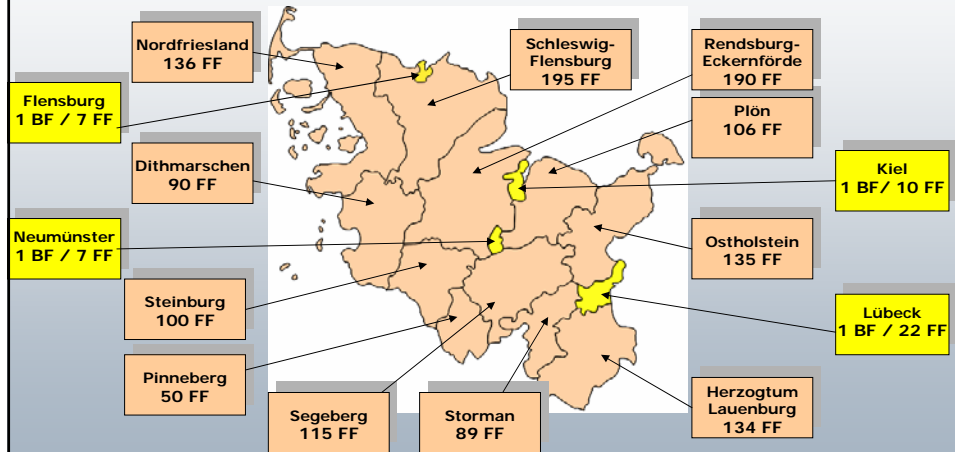 Nordfriesland
136 FF
Schleswig-
Flensburg
195 FF
Rendsburg-
Eckernförde
190 FF
Flensburg
1 BF / 7 FF
Plön
106 FF
Dithmarschen
90 FF
Kiel
1 BF/ 10 FF
Neumünster
1 BF / 7 FF
Ostholstein
135 FF
Steinburg
100 FF
Lübeck
1 BF / 22 FF
Pinneberg
50 FF
Segeberg
115 FF
Storman
89 FF
Herzogtum
Lauenburg
134 FF